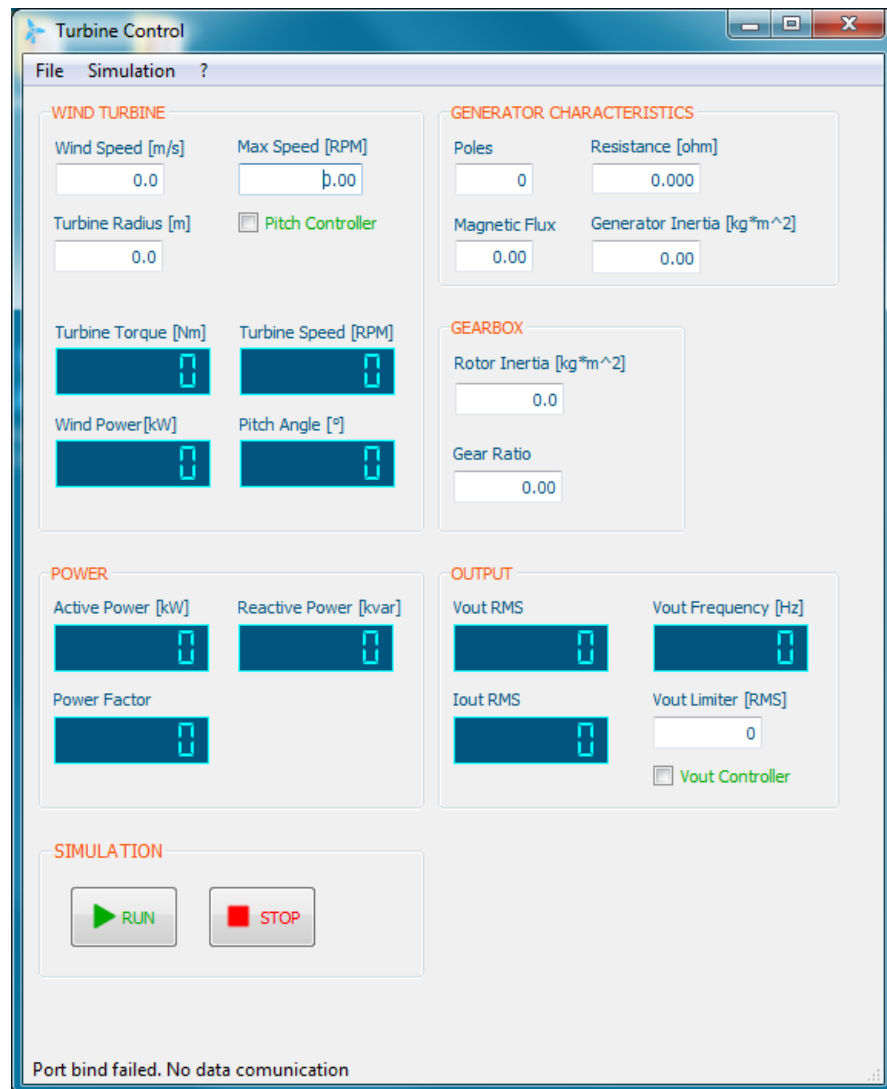 Turbine Control
File Simulation ?
WIND TURBINE
Wind Speed [m/s] Max Speed [RPM]
0.0 0.00
Turbine Radius [m] Pitch Controller
0.0
Turbine Torque [Nm] Turbine Speed [RPM]
0 0
Wind Power[kW] Pitch Angle [º]
0 0
GENERATOR CHARACTERISTICS
Poles Resistance [ohm]
0 0.000
Magnetic Flux Generator Inertia [kg*m^2]
0.00 0.00
GEARBOX
Rotor Inertia [kg*m^2]
0.0
Gear Ratio
0.00
POWER
Active Power [kW] Reactive Power [kvar]
0 0
Power Factor
0
OUTPUT
Vout RMS Vout Frequency [Hz]
0 0
Iout RMS Vout Limiter [RMS]
0 0
Vout Controller
SIMULATION
RUN STOP
Port bind failed. No data comunication